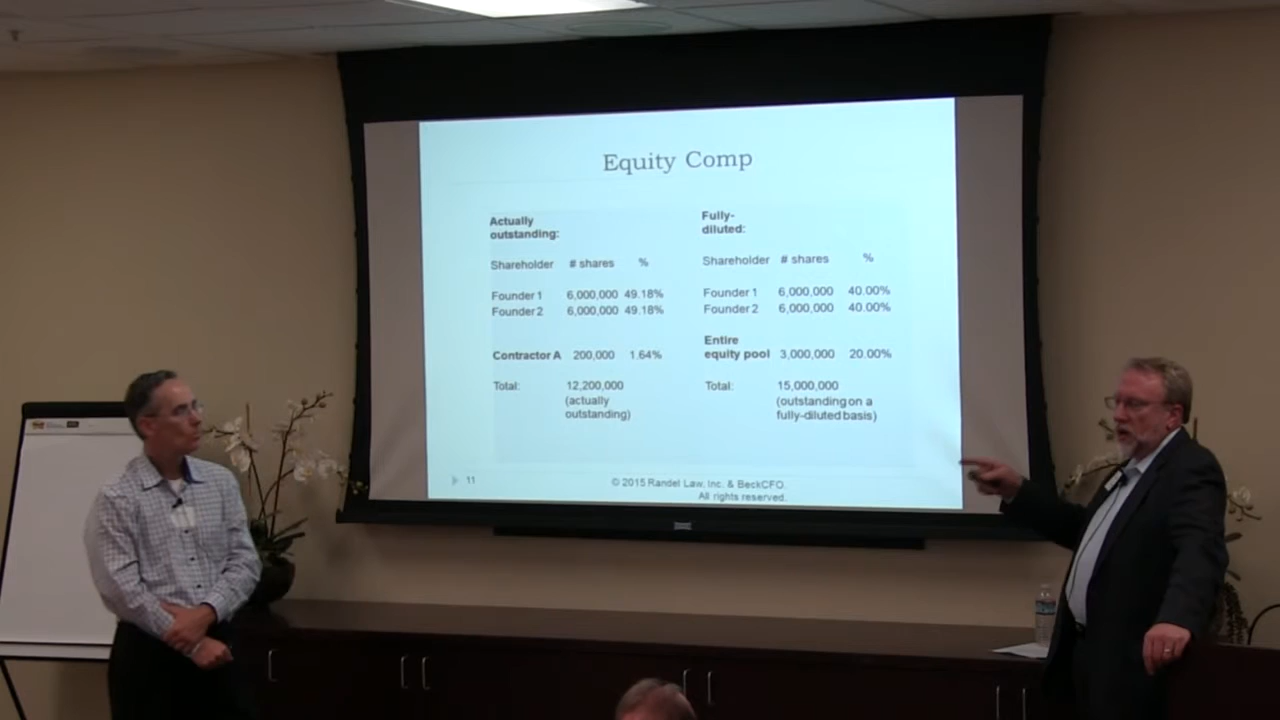 Equity Comp
Actually
outstanding:
Shareholder # shares %
Founder 1 6,000,000 49.18%
Founder 2 6,000,000 49.18%
Contractor A 200,000 1.64%
Total: 12,200,000
(actually
outstanding)
Fully-
diluted:
Shareholder # shares %
Founder 1 6,000,000 40.00%
Founder 2 6,000,000 40.00%
Entire
equity pool 3,000,000 20.00%
Total: 15,000,000
(outstanding on a
fully-diluted basis)
11
© 2015 Randel Law, Inc. & BeckCFO.
All rights reserved.